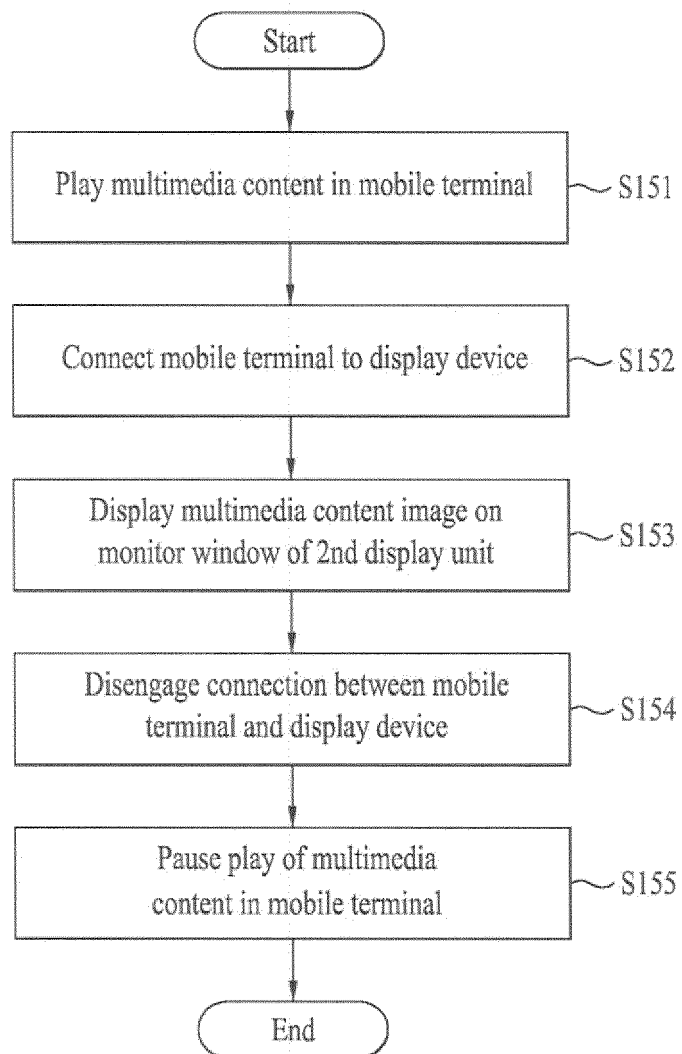 Start
Play multimedia content in mobile terminal
S151
Connect mobile terminal to display device
S152
Display multimedia content image on
monitor window of 2nd display unit
S153
Disengage connection between mobile
terminal and display device
S154
Pause play of multimedia
content in mobile terminal
S155
End